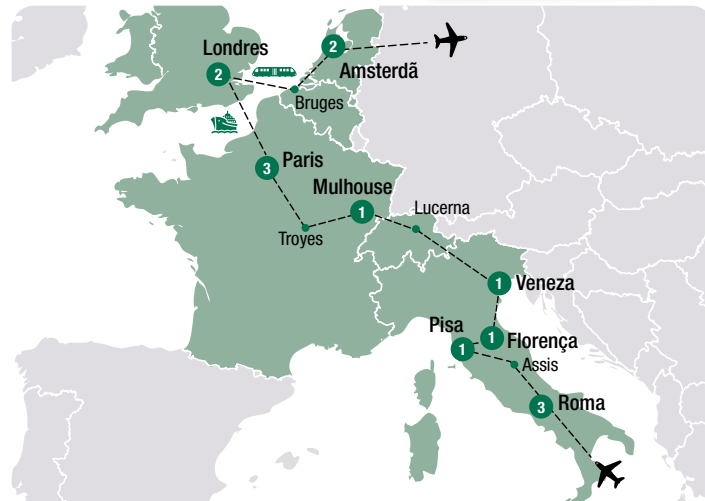 Londres
2
2
Amsterdã
Bruges
3
Paris
Mulhouse
1
Lucerna
Troyes
1
Veneza
Pisa
1
1
Florença
Assis
3
Roma